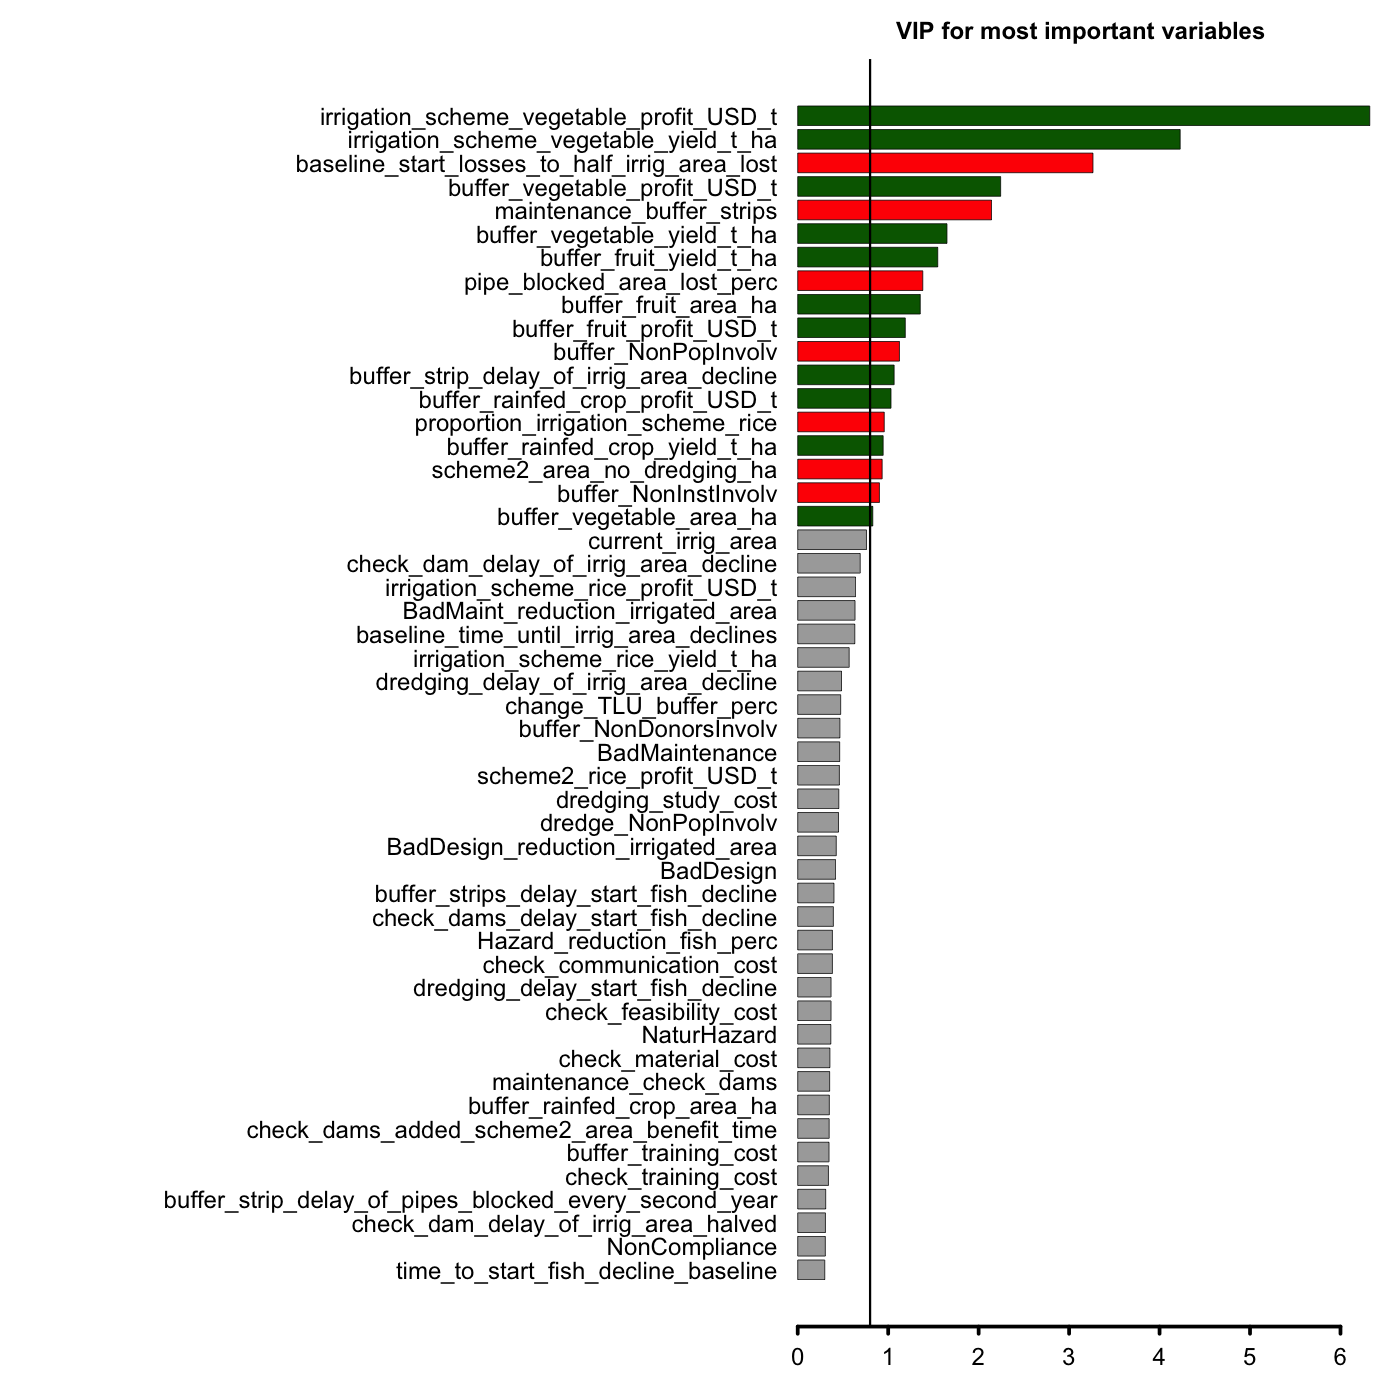 VIP for most important variables
irrigation_scheme_vegetable_profit_USD_t
irrigation_scheme_vegetable_yield_t_ha
baseline_start_losses_to_half_irrig_area_lost
buffer_vegetable_profit_USD_t
maintenance_buffer_strips
buffer_vegetable_yield_t_ha
buffer_fruit_yield_t_ha
pipe_blocked_area_lost_perc
buffer_fruit_area_ha
buffer_fruit_profit_USD_t
buffer_NonPopInvolv
buffer_strip_delay_of_irrig_area_decline
buffer_rainfed_crop_profit_USD_t
proportion_irrigation_scheme_rice
buffer_rainfed_crop_yield_t_ha
scheme2_area_no_dredging_ha
buffer_NonInstInvolv
buffer_vegetable_area_ha
current_irrig_area
check_dam_delay_of_irrig_area_decline
irrigation_scheme_rice_profit_USD_t
BadMaint_reduction_irrigated_area
baseline_time_until_irrig_area_declines
irrigation_scheme_rice_yield_t_ha
dredging_delay_of_irrig_area_decline
change_TLU_buffer_perc
buffer_NonDonorsInvolv
BadMaintenance
scheme2_rice_profit_USD_t
dredging_study_cost
dredge_NonPopInvolv
BadDesign_reduction_irrigated_area
BadDesign
buffer_strips_delay_start_fish_decline
check_dams_delay_start_fish_decline
Hazard_reduction_fish_perc
check_communication_cost
dredging_delay_start_fish_decline
check_feasibility_cost
NaturHazard
check_material_cost
maintenance_check_dams
buffer_rainfed_crop_area_ha
check_dams_added_scheme2_area_benefit_time
buffer_training_cost
check_training_cost
buffer_strip_delay_of_pipes_blocked_every_second_year
check_dam_delay_of_irrig_area_halved
NonCompliance
time_to_start_fish_decline_baseline
0 1 2 3 4 5 6